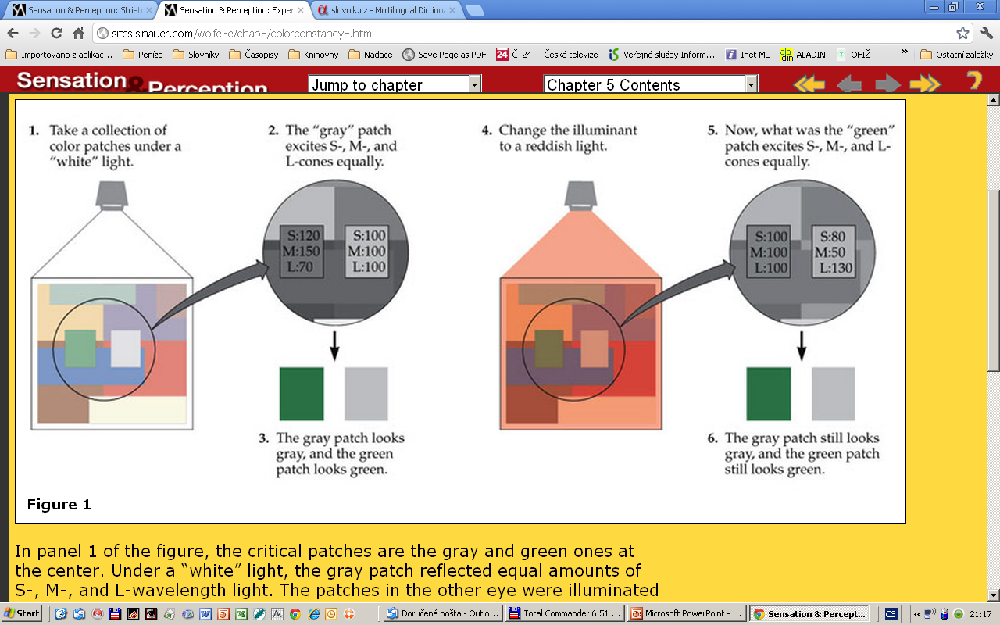 Sensation & Perception: Striat
Sensation & Perception: Exper
slovnik.cz - Multilingual Diction
sites.sinauer.com/wolfe3e/chap5/colorconstancyF.htm
Importováno z aplikac... Peníze Slovníky Časopisy Knihovny Nadace Save Page as PDF 24 ČT24 — Česká televize Veřejné služby Inform... Inet MU ALADIN OFIŽ » Ostatní záložky
Sensation & Perception Jump to chapter Chapter 5 Contents
1. Take a collection of
color patches under a
“white” light.
2. The “gray” patch
excites S-, M-, and
L-cones equally.
S:120
M:150
L:70
S:100
M:100
L:100
3. The gray patch looks
gray, and the green
patch looks green.
4. Change the illuminant
to a reddish light.
5. Now, what was the “green”
patch excites S-, M-, and L-
cones equally.
S:100
M:100
L:100
S:80
M:50
L:130
6. The gray patch still looks
gray, and the green patch
still looks green.
Figure 1
In panel 1 of the figure, the critical patches are the gray and green ones at
the center. Under a “white” light, the gray patch reflected equal amounts of
S-, M-, and L-wavelength light. The patches in the other eye were illuminated
Start Doručená pošta - Outlo... Total Commander 6.51 ... Microsoft PowerPoint - ... Sensation & Percept... CS « 21:17